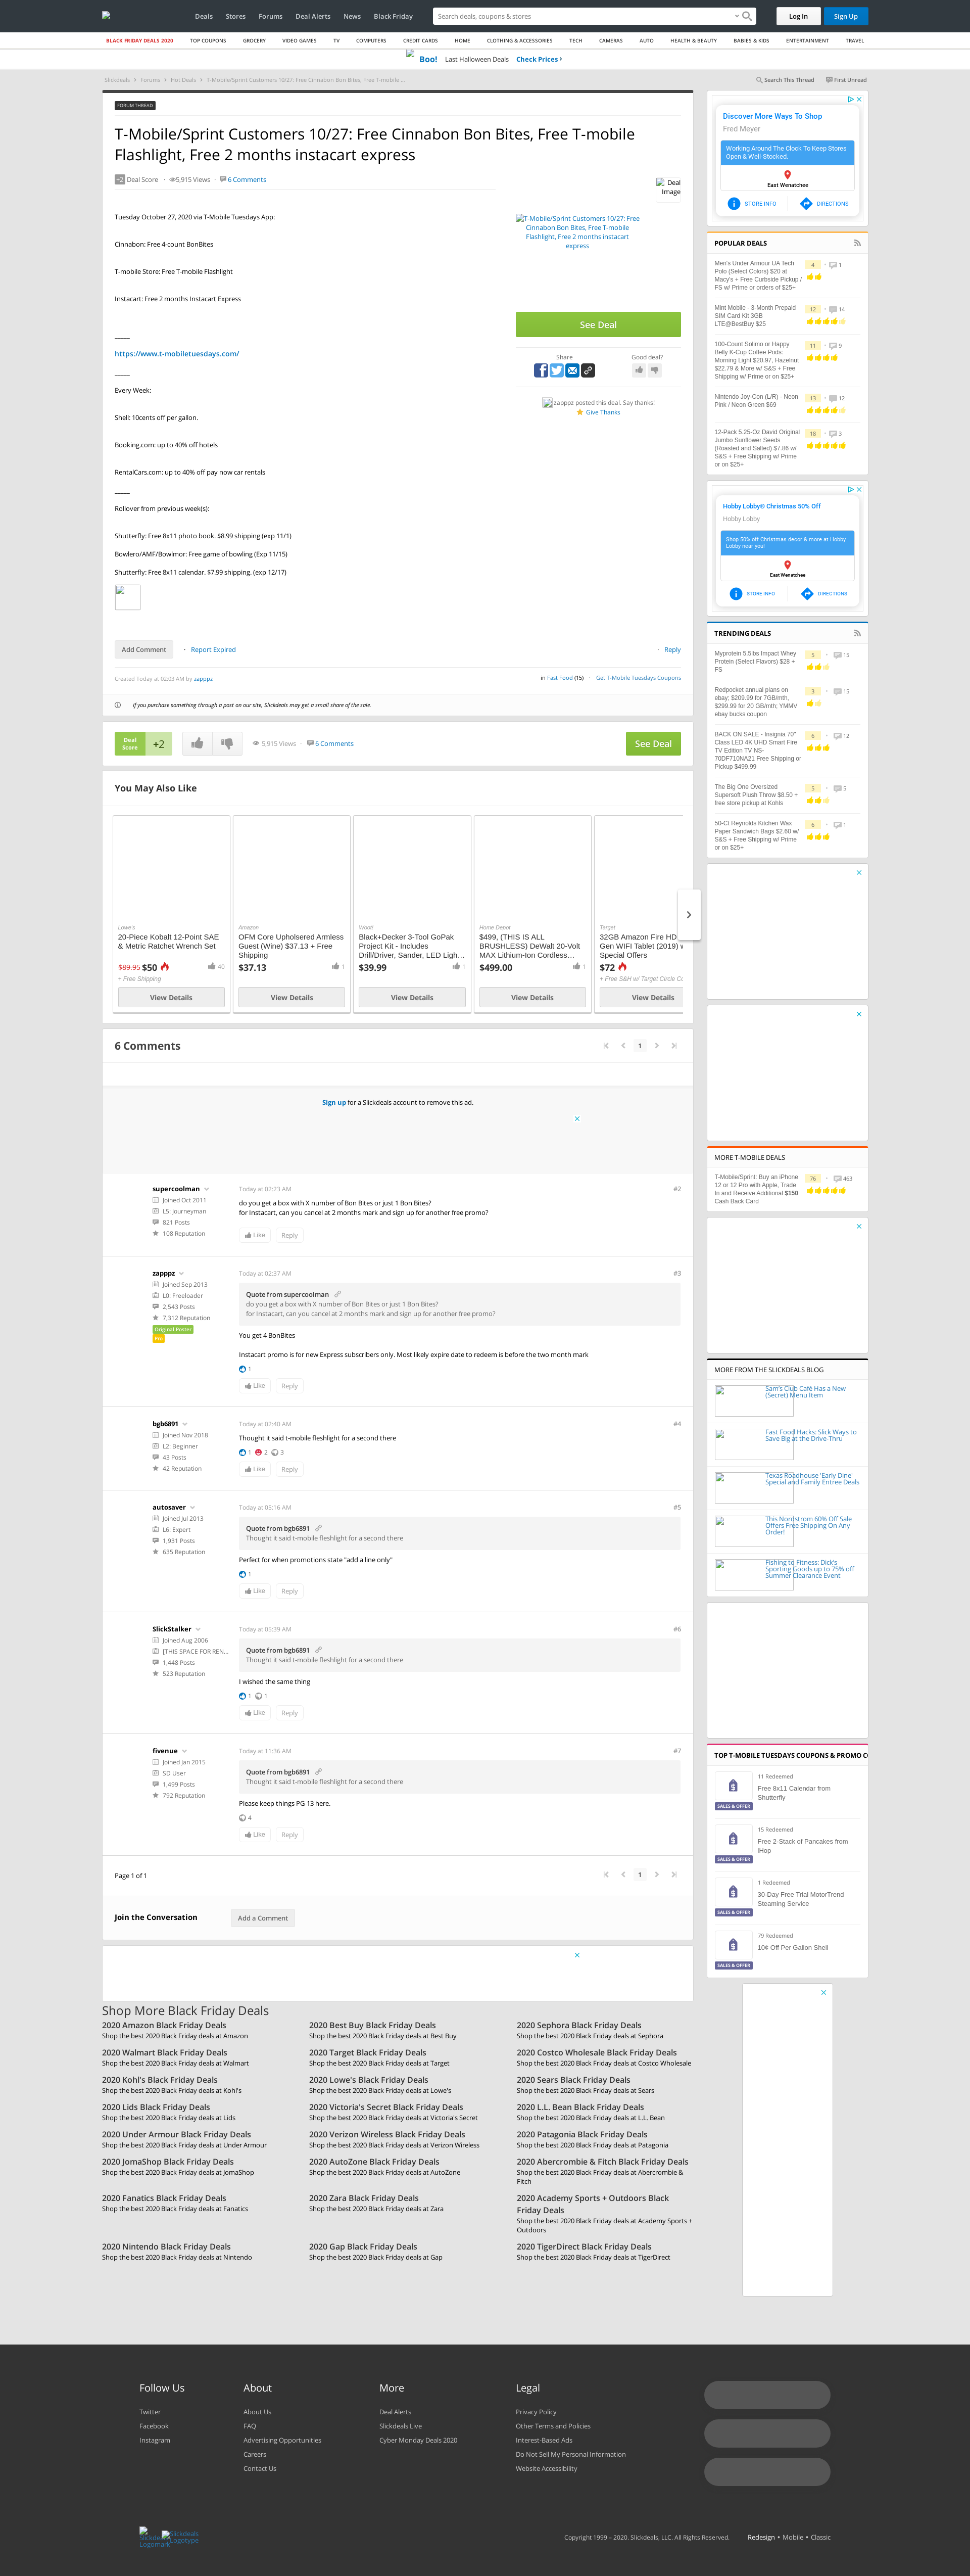 Deals
Stores
Forums
Deal Alerts
News
Black Friday
Search deals, coupons & stores
Log In
Sign Up
BLACK FRIDAY DEALS 2020
TOP COUPONS
GROCERY
VIDEO GAMES
TV
COMPUTERS
CREDIT CARDS
HOME
CLOTHING & ACCESSORIES
TECH
CAMERAS
AUTO
HEALTH & BEAUTY
BABIES & KIDS
ENTERTAINMENT
TRAVEL
Boo! Last Halloween Deals Check Prices
Slickdeals
Forums
Hot Deals
T-Mobile/Sprint Customers 10/27: Free Cinnabon Bon Bites, Free T-mobile ...
Search This Thread
First Unread
FORUM THREAD
T-Mobile/Sprint Customers 10/27: Free Cinnabon Bon Bites, Free T-mobile
Flashlight, Free 2 months instacart express
+2 Deal Score · 5,915 Views · 6 Comments
Deal
Image
Tuesday October 27, 2020 via T-Mobile Tuesdays App:
Cinnabon: Free 4-count BonBites
T-mobile Store: Free T-mobile Flashlight
Instacart: Free 2 months Instacart Express
https://www.t-mobiletuesdays.com/
Every Week:
Shell: 10cents off per gallon.
Booking.com: up to 40% off hotels
RentalCars.com: up to 40% off pay now car rentals
Rollover from previous week(s):
Shutterfly: Free 8x11 photo book. $8.99 shipping (exp 11/1)
Bowlero/AMF/Bowlmor: Free game of bowling (Exp 11/15)
Shutterfly: Free 8x11 calendar. $7.99 shipping. (exp 12/17)
T-Mobile/Sprint Customers 10/27: Free
Cinnabon Bon Bites, Free T-mobile
Flashlight, Free 2 months instacart
express
See Deal
Share
Good deal?
zapppz posted this deal. Say thanks!
Give Thanks
Add Comment
· Report Expired
· Reply
Created Today at 02:03 AM by zapppz
in Fast Food (15) · Get T-Mobile Tuesdays Coupons
If you purchase something through a post on our site, Slickdeals may get a small share of the sale.
Deal
Score
+2
5,915 Views · 6 Comments
See Deal
You May Also Like
Lowe's
20-Piece Kobalt 12-Point SAE
& Metric Ratchet Wrench Set
$89.95 $50
40
+ Free Shipping
View Details
Amazon
OFM Core Upholsered Armless
Guest (Wine) $37.13 + Free
Shipping
$37.13
1
View Details
Woot!
Black+Decker 3-Tool GoPak
Project Kit - Includes
Drill/Driver, Sander, LED Ligh...
$39.99
1
View Details
Home Depot
$499, (THIS IS ALL
BRUSHLESS) DeWalt 20-Volt
MAX Lithium-Ion Cordless...
$499.00
1
View Details
Target
32GB Amazon Fire HD
Gen WIFI Tablet (2019) w
Special Offers
$72
+ Free S&H w/ Target Circle Co
View Details
6 Comments
1
Sign up for a Slickdeals account to remove this ad.
supercoolman
Joined Oct 2011
L5: Journeyman
821 Posts
108 Reputation
Today at 02:23 AM
#2
do you get a box with X number of Bon Bites or just 1 Bon Bites?
for Instacart, can you cancel at 2 months mark and sign up for another free promo?
Like
Reply
zapppz
Joined Sep 2013
L0: Freeloader
2,543 Posts
7,312 Reputation
Original Poster
Pro
Today at 02:37 AM
#3
Quote from supercoolman
do you get a box with X number of Bon Bites or just 1 Bon Bites?
for Instacart, can you cancel at 2 months mark and sign up for another free promo?
You get 4 BonBites
Instacart promo is for new Express subscribers only. Most likely expire date to redeem is before the two month mark
1
Like
Reply
bgb6891
Joined Nov 2018
L2: Beginner
43 Posts
42 Reputation
Today at 02:40 AM
#4
Thought it said t-mobile fleshlight for a second there
1 2 3
Like
Reply
autosaver
Joined Jul 2013
L6: Expert
1,931 Posts
635 Reputation
Today at 05:16 AM
#5
Quote from bgb6891
Thought it said t-mobile fleshlight for a second there
Perfect for when promotions state "add a line only"
1
Like
Reply
SlickStalker
Joined Aug 2006
[THIS SPACE FOR REN...
1,448 Posts
523 Reputation
Today at 05:39 AM
#6
Quote from bgb6891
Thought it said t-mobile fleshlight for a second there
I wished the same thing
1 1
Like
Reply
fivenue
Joined Jan 2015
SD User
1,499 Posts
792 Reputation
Today at 11:36 AM
#7
Quote from bgb6891
Thought it said t-mobile fleshlight for a second there
Please keep things PG-13 here.
4
Like
Reply
Page 1 of 1
1
Join the Conversation
Add a Comment
Discover More Ways To Shop
Fred Meyer
Working Around The Clock To Keep Stores
Open & Well-Stocked.
East Wenatchee
STORE INFO
DIRECTIONS
POPULAR DEALS
Men's Under Armour UA Tech
Polo (Select Colors) $20 at
Macy's + Free Curbside Pickup /
FS w/ Prime or orders of $25+
4 · 1
Mint Mobile - 3-Month Prepaid
SIM Card Kit 3GB
LTE@BestBuy $25
12 · 14
100-Count Solimo or Happy
Belly K-Cup Coffee Pods:
Morning Light $20.97, Hazelnut
$22.79 & More w/ S&S + Free
Shipping w/ Prime or on $25+
11 · 9
Nintendo Joy-Con (L/R) - Neon
Pink / Neon Green $69
13 · 12
12-Pack 5.25-Oz David Original
Jumbo Sunflower Seeds
(Roasted and Salted) $7.86 w/
S&S + Free Shipping w/ Prime
or on $25+
18 · 3
Hobby Lobby® Christmas 50% Off
Hobby Lobby
Shop 50% off Christmas decor & more at Hobby
Lobby near you!
East Wenatchee
STORE INFO
DIRECTIONS
TRENDING DEALS
Myprotein 5.5lbs Impact Whey
Protein (Select Flavors) $28 +
FS
5 · 15
Redpocket annual plans on
ebay; $209.99 for 7GB/mth,
$299.99 for 20 GB/mth; YMMV
ebay bucks coupon
3 · 15
BACK ON SALE - Insignia 70"
Class LED 4K UHD Smart Fire
TV Edition TV NS-
70DF710NA21 Free Shipping or
Pickup $499.99
6 · 12
The Big One Oversized
Supersoft Plush Throw $8.50 +
free store pickup at Kohls
5 · 5
50-Ct Reynolds Kitchen Wax
Paper Sandwich Bags $2.60 w/
S&S + Free Shipping w/ Prime
or on $25+
6 · 1
MORE T-MOBILE DEALS
T-Mobile/Sprint: Buy an iPhone
12 or 12 Pro with Apple, Trade
In and Receive Additional $150
Cash Back Card
76 · 463
MORE FROM THE SLICKDEALS BLOG
Sam's Club Café Has a New
(Secret) Menu Item
Fast Food Hacks: Slick Ways to
Save Big at the Drive-Thru
Texas Roadhouse 'Early Dine'
Special and Family Entree Deals
This Nordstrom 60% Off Sale
Offers Free Shipping On Any
Order!
Fishing to Fitness: Dick's
Sporting Goods up to 75% off
Summer Clearance Event
TOP T-MOBILE TUESDAYS COUPONS & PROMO CO
11 Redeemed
Free 8x11 Calendar from
Shutterfly
SALES & OFFER
15 Redeemed
Free 2-Stack of Pancakes from
iHop
SALES & OFFER
1 Redeemed
30-Day Free Trial MotorTrend
Steaming Service
SALES & OFFER
79 Redeemed
10¢ Off Per Gallon Shell
SALES & OFFER
Shop More Black Friday Deals
2020 Amazon Black Friday Deals
Shop the best 2020 Black Friday deals at Amazon
2020 Best Buy Black Friday Deals
Shop the best 2020 Black Friday deals at Best Buy
2020 Sephora Black Friday Deals
Shop the best 2020 Black Friday deals at Sephora
2020 Walmart Black Friday Deals
Shop the best 2020 Black Friday deals at Walmart
2020 Target Black Friday Deals
Shop the best 2020 Black Friday deals at Target
2020 Costco Wholesale Black Friday Deals
Shop the best 2020 Black Friday deals at Costco Wholesale
2020 Kohl's Black Friday Deals
Shop the best 2020 Black Friday deals at Kohl's
2020 Lowe's Black Friday Deals
Shop the best 2020 Black Friday deals at Lowe's
2020 Sears Black Friday Deals
Shop the best 2020 Black Friday deals at Sears
2020 Lids Black Friday Deals
Shop the best 2020 Black Friday deals at Lids
2020 Victoria's Secret Black Friday Deals
Shop the best 2020 Black Friday deals at Victoria's Secret
2020 L.L. Bean Black Friday Deals
Shop the best 2020 Black Friday deals at L.L. Bean
2020 Under Armour Black Friday Deals
Shop the best 2020 Black Friday deals at Under Armour
2020 Verizon Wireless Black Friday Deals
Shop the best 2020 Black Friday deals at Verizon Wireless
2020 Patagonia Black Friday Deals
Shop the best 2020 Black Friday deals at Patagonia
2020 JomaShop Black Friday Deals
Shop the best 2020 Black Friday deals at JomaShop
2020 AutoZone Black Friday Deals
Shop the best 2020 Black Friday deals at AutoZone
2020 Abercrombie & Fitch Black Friday Deals
Shop the best 2020 Black Friday deals at Abercrombie &
Fitch
2020 Fanatics Black Friday Deals
Shop the best 2020 Black Friday deals at Fanatics
2020 Zara Black Friday Deals
Shop the best 2020 Black Friday deals at Zara
2020 Academy Sports + Outdoors Black
Friday Deals
Shop the best 2020 Black Friday deals at Academy Sports +
Outdoors
2020 Nintendo Black Friday Deals
Shop the best 2020 Black Friday deals at Nintendo
2020 Gap Black Friday Deals
Shop the best 2020 Black Friday deals at Gap
2020 TigerDirect Black Friday Deals
Shop the best 2020 Black Friday deals at TigerDirect
Follow Us
Twitter
Facebook
Instagram
About
About Us
FAQ
Advertising Opportunities
Careers
Contact Us
More
Deal Alerts
Slickdeals Live
Cyber Monday Deals 2020
Legal
Privacy Policy
Other Terms and Policies
Interest-Based Ads
Do Not Sell My Personal Information
Website Accessibility
Slickdeals
Logomark
Slickdeals
Logotype
Copyright 1999 – 2020. Slickdeals, LLC. All Rights Reserved.
Redesign • Mobile • Classic